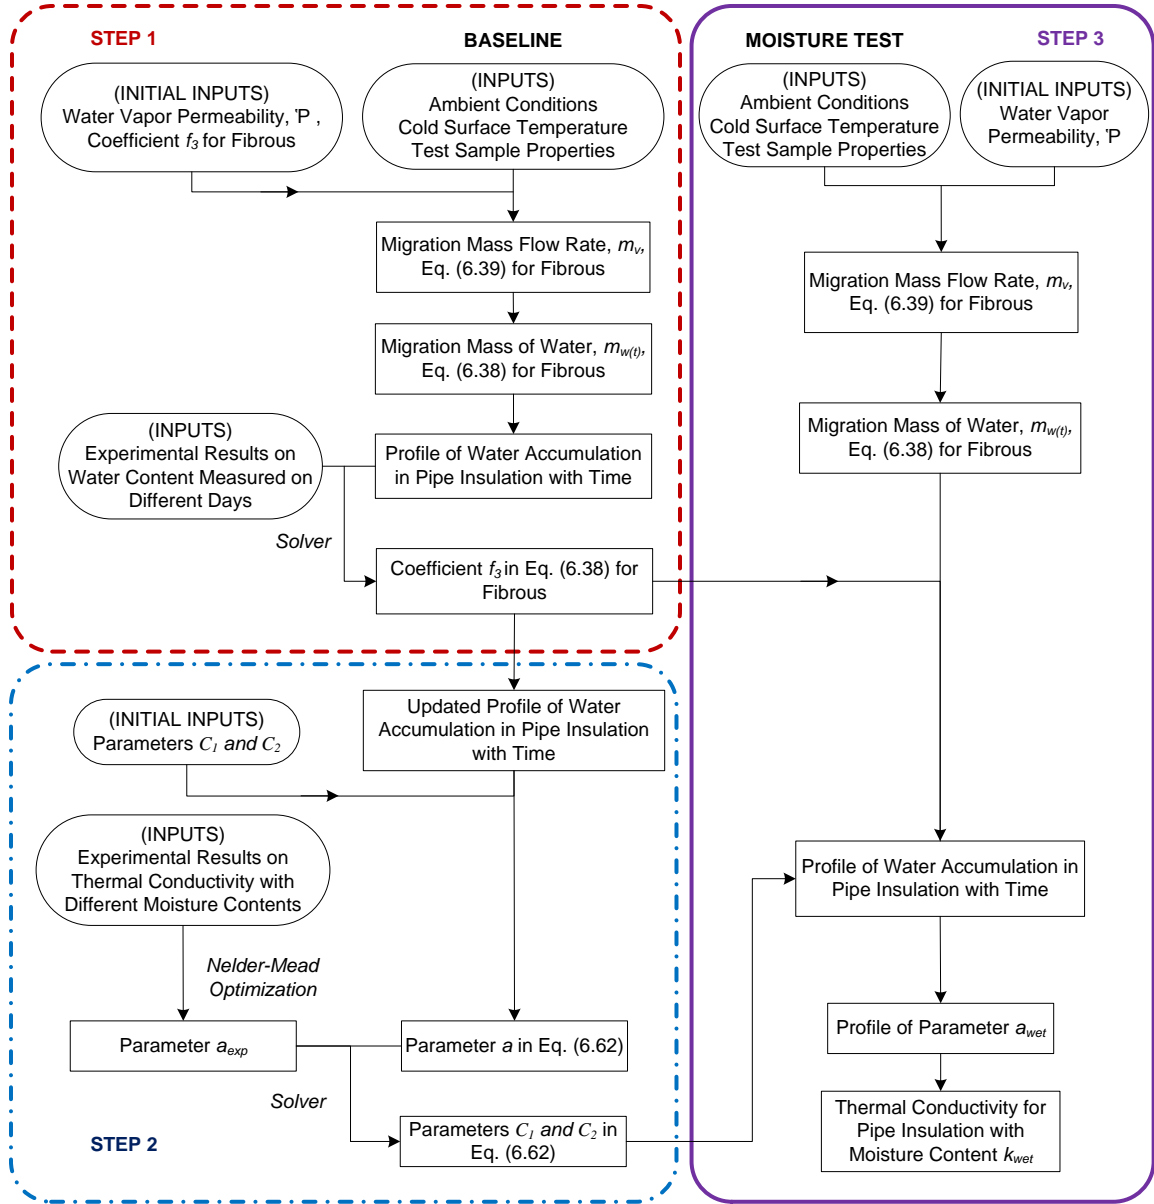 STEP 1
BASELINE
(INITIAL INPUTS)
Water Vapor Permeability, Ƥ ,
Coefficient f3 for Fibrous
(INPUTS)
Ambient Conditions
Cold Surface Temperature
Test Sample Properties
Migration Mass Flow Rate, mv,
Eq. (6.39) for Fibrous
Migration Mass of Water, mw(t),
Eq. (6.38) for Fibrous
(INPUTS)
Experimental Results on
Water Content Measured on
Different Days
Profile of Water Accumulation
in Pipe Insulation with Time
Solver
Coefficient f3 in Eq. (6.38) for
Fibrous
Updated Profile of Water
Accumulation in Pipe Insulation
with Time
(INITIAL INPUTS)
Parameters C1 and C2
(INPUTS)
Experimental Results on
Thermal Conductivity with
Different Moisture Contents
Nelder-Mead
Optimization
Parameter aexp
Parameter a in Eq. (6.62)
Solver
Parameters C1 and C2 in
Eq. (6.62)
STEP 2
MOISTURE TEST
STEP 3
(INPUTS)
Ambient Conditions
Cold Surface Temperature
Test Sample Properties
(INITIAL INPUTS)
Water Vapor
Permeability, Ƥ
Migration Mass Flow Rate, mv,
Eq. (6.39) for Fibrous
Migration Mass of Water, mw(t),
Eq. (6.38) for Fibrous
Profile of Water Accumulation in
Pipe Insulation with Time
Profile of Parameter awet
Thermal Conductivity for
Pipe Insulation with
Moisture Content kwet